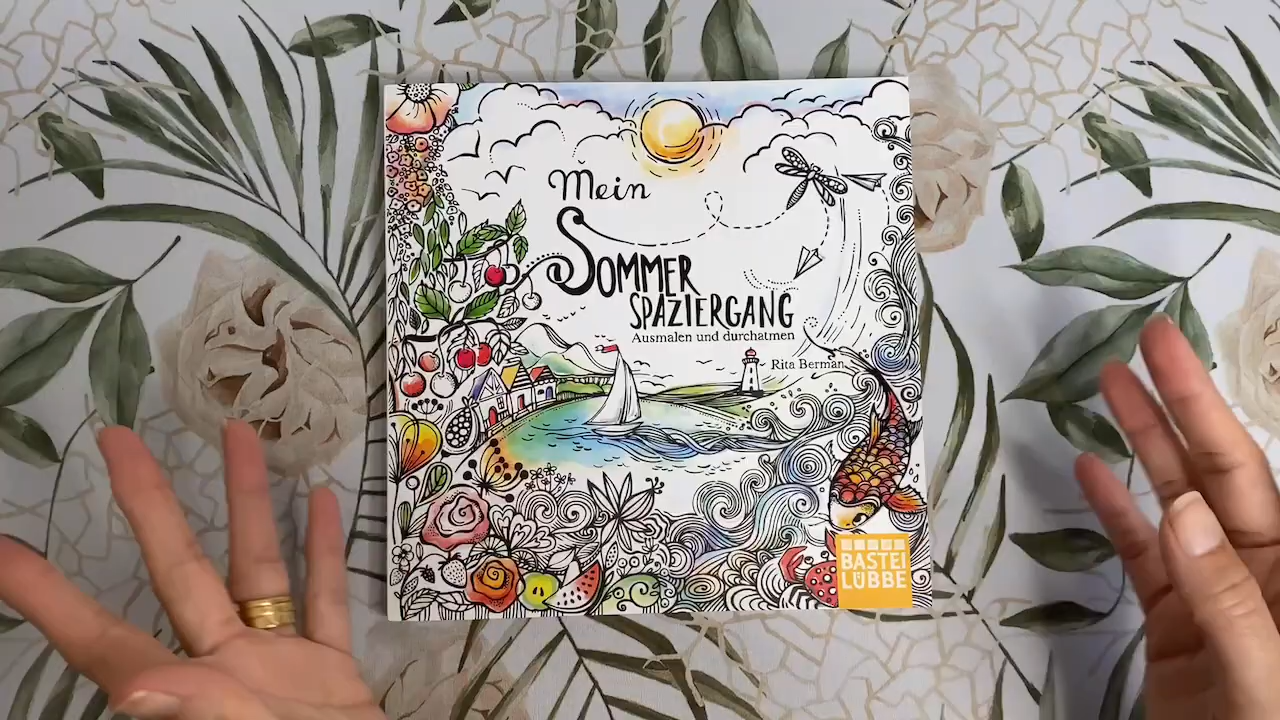 Mein
SOMMER
SPAZIERGANG
Ausmalen und durchatmen
Rita Berman
BASTEI
LÜBBE